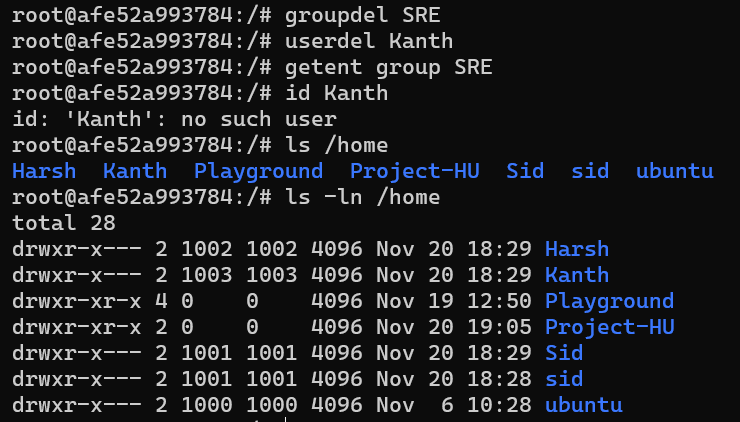 root@afe52a993784:/# groupdel SRE
root@afe52a993784:/# userdel Kanth
root@afe52a993784:/# getent group SRE
root@afe52a993784:/# id Kanth
id: 'Kanth': no such user
root@afe52a993784:/# ls /home
Harsh  Kanth  Playground  Project-HU  Sid  sid  ubuntu
root@afe52a993784:/# ls -ln /home
total 28
drwxr-x--- 2 1002 1002 4096 Nov 20 18:29 Harsh
drwxr-x--- 2 1003 1003 4096 Nov 20 18:29 Kanth
drwxr-xr-x 4 0    0    4096 Nov 19 12:50 Playground
drwxr-xr-x 2 0    0    4096 Nov 20 19:05 Project-HU
drwxr-x--- 2 1001 1001 4096 Nov 20 18:29 Sid
drwxr-x--- 2 1001 1001 4096 Nov 20 18:28 sid
drwxr-x--- 2 1000 1000 4096 Nov  6 10:28 ubuntu